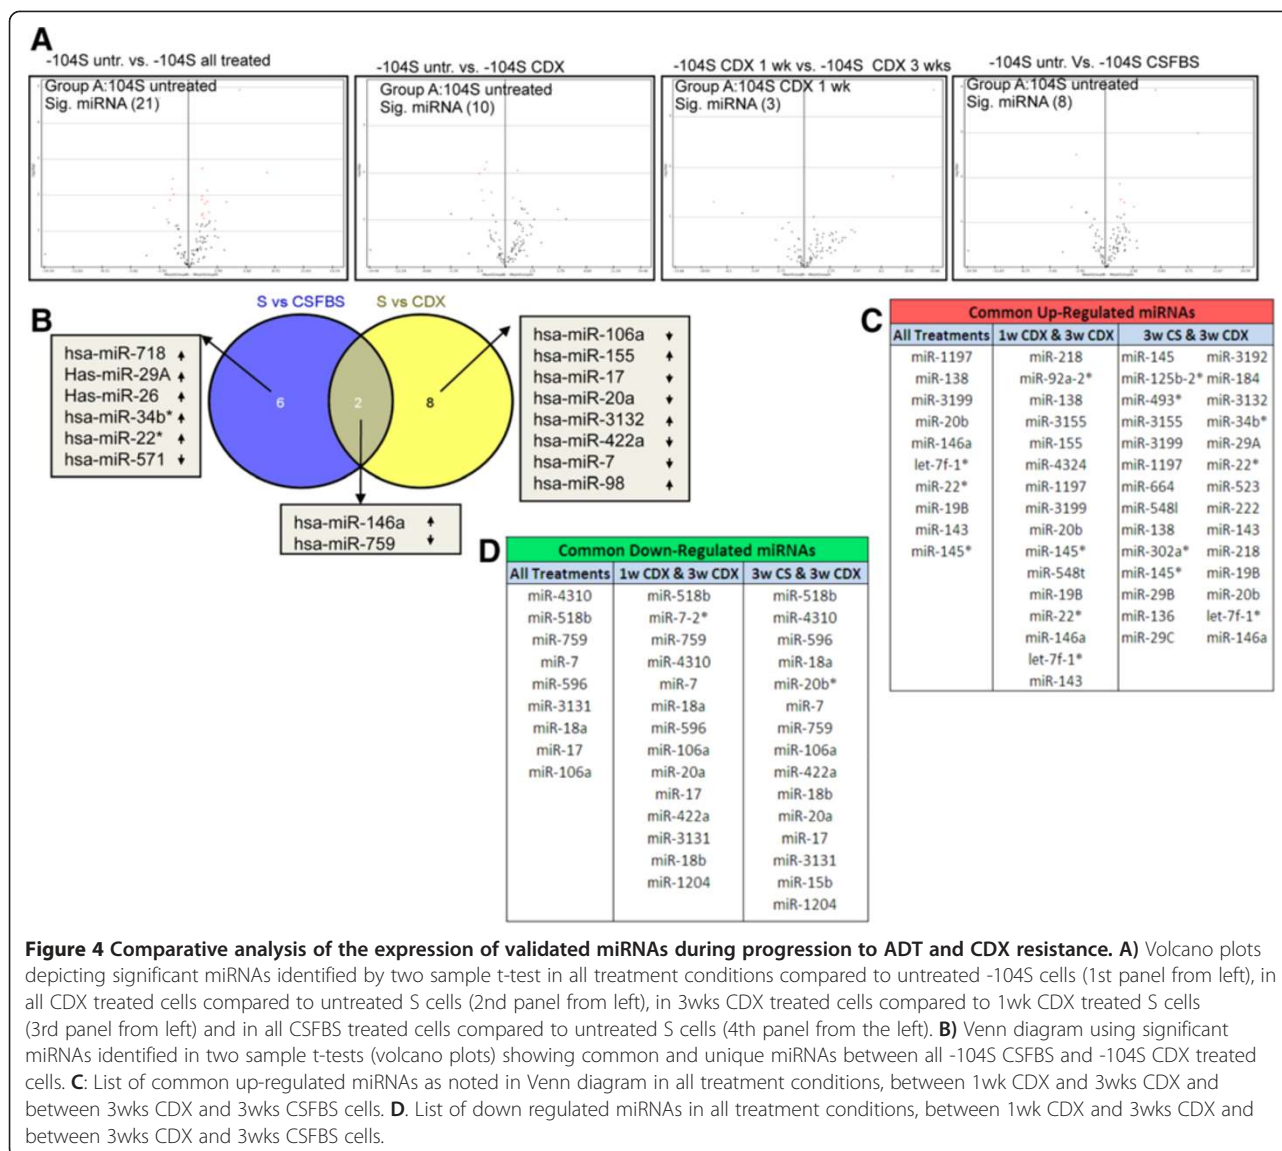 A
-104S untr. vs. -104S all treated
Group A:104S untreated
Sig. miRNA (21)
-104S untr. vs. -104S CDX
Group A:104S untreated
Sig. miRNA (10)
-104S CDX 1 wk vs. -104S CDX 3 wks
Group A:104S CDX 1 wk
Sig. miRNA (3)
-104S untr. Vs. -104S CSFBS
Group A:104S untreated
Sig. miRNA (8)
B
S vs CSFBS
S vs CDX
6
2
8
hsa-miR-718
Has-miR-29A
Has-miR-26
hsa-miR-34b*
hsa-miR-22*
hsa-miR-571
hsa-miR-146a
hsa-miR-759
hsa-miR-106a
hsa-miR-155
hsa-miR-17
hsa-miR-20a
hsa-miR-3132
hsa-miR-422a
hsa-miR-7
hsa-miR-98
C
Common Up-Regulated miRNAs
All Treatments 1w CDX & 3w CDX 3w CS & 3w CDX
miR-1197 miR-218 miR-145 miR-3192
miR-138 miR-92a-2* miR-125b-2* miR-184
miR-3199 miR-138 miR-493* miR-3132
miR-20b miR-3155 miR-3155 miR-34b*
miR-146a miR-155 miR-3199 miR-29A
let-7f-1* miR-4324 miR-1197 miR-22*
miR-22* miR-1197 miR-664 miR-523
miR-19B miR-3199 miR-548l miR-222
miR-143 miR-20b miR-138 miR-143
miR-145* miR-145* miR-302a* miR-218
miR-548t miR-145* miR-19B
miR-19B miR-29B miR-20b
miR-22* miR-136 let-7f-1*
miR-146a miR-29C miR-146a
let-7f-1*
miR-143
D
Common Down-Regulated miRNAs
All Treatments 1w CDX & 3w CDX 3w CS & 3w CDX
miR-4310 miR-518b miR-518b
miR-518b miR-7-2* miR-4310
miR-759 miR-759 miR-596
miR-7 miR-4310 miR-18a
miR-596 miR-7 miR-20b*
miR-3131 miR-18a miR-7
miR-18a miR-596 miR-759
miR-17 miR-106a miR-106a
miR-106a miR-20a miR-422a
miR-17 miR-18b
miR-422a miR-20a
miR-3131 miR-17
miR-18b miR-3131
miR-1204 miR-15b
miR-1204
Figure 4 Comparative analysis of the expression of validated miRNAs during progression to ADT and CDX resistance. A) Volcano plots
depicting significant miRNAs identified by two sample t-test in all treatment conditions compared to untreated -104S cells (1st panel from left), in
all CDX treated cells compared to untreated S cells (2nd panel from left), in 3wks CDX treated cells compared to 1wk CDX treated S cells
(3rd panel from left) and in all CSFBS treated cells compared to untreated S cells (4th panel from the left). B) Venn diagram using significant
miRNAs identified in two sample t-tests (volcano plots) showing common and unique miRNAs between all -104S CSFBS and -104S CDX treated
cells. C: List of common up-regulated miRNAs as noted in Venn diagram in all treatment conditions, between 1wk CDX and 3wks CDX and
between 3wks CDX and 3wks CSFBS cells. D. List of down regulated miRNAs in all treatment conditions, between 1wk CDX and 3wks CDX and
between 3wks CDX and 3wks CSFBS cells.